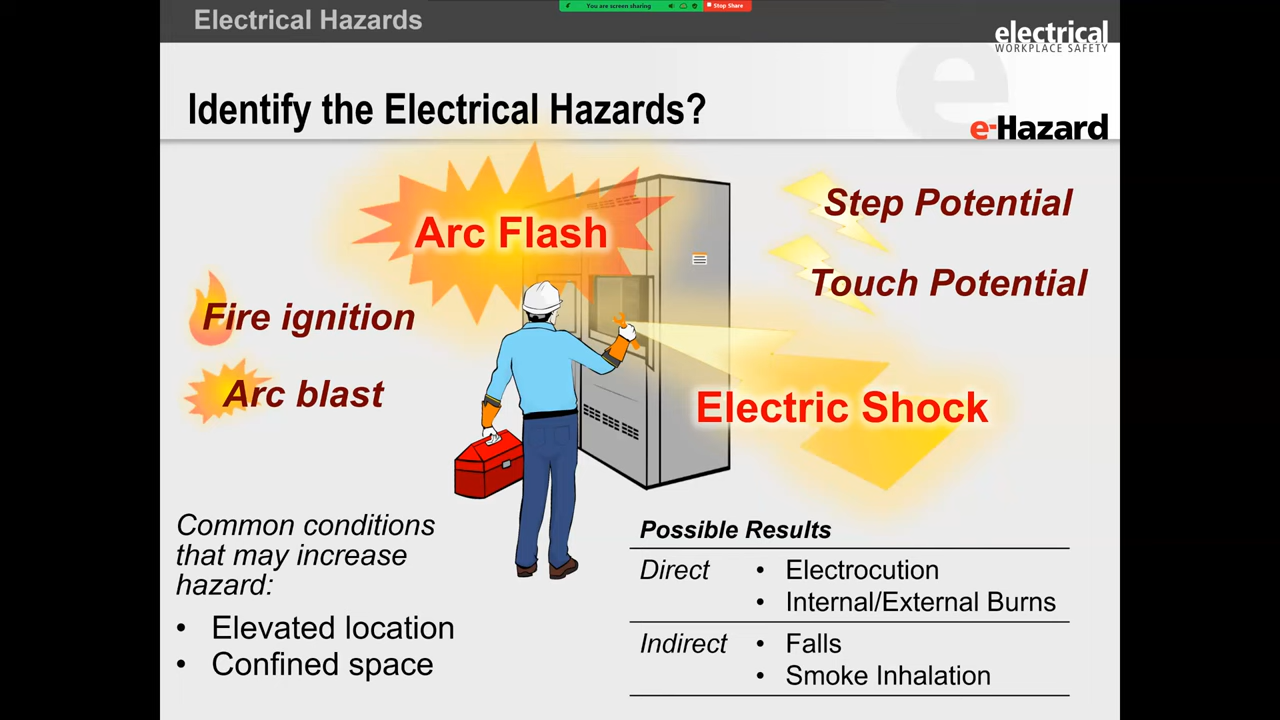 You are screen sharing
Stop Share
Electrical Hazards
electrical
WORKPLACE SAFETY
Identify the Electrical Hazards?
e-Hazard
Arc Flash
Step Potential
Touch Potential
Fire ignition
Arc blast
Electric Shock
Common conditions
that may increase
hazard:
• Elevated location
• Confined space
Possible Results
Direct • Electrocution
• Internal/External Burns
Indirect • Falls
• Smoke Inhalation